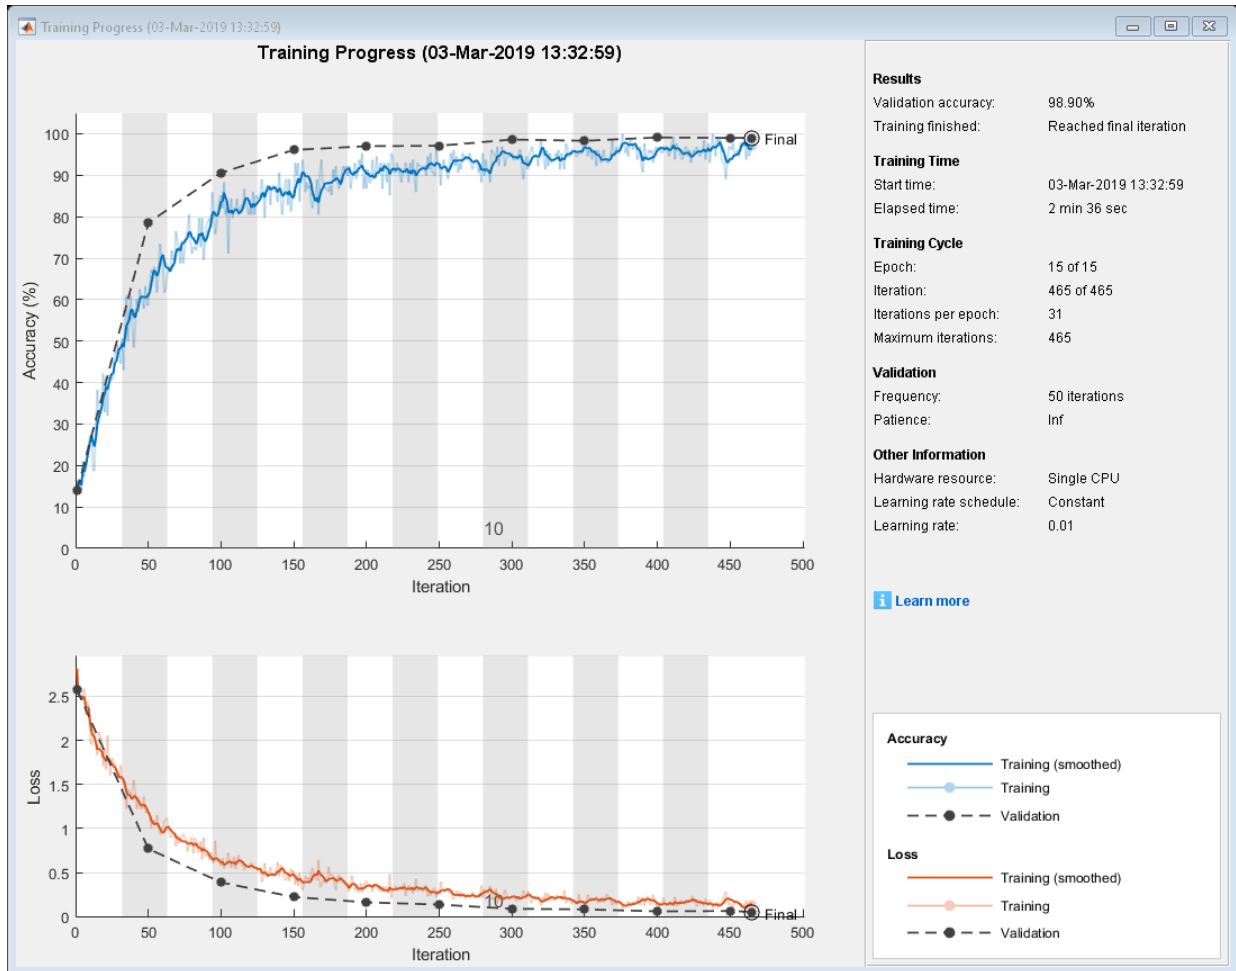 Training Progress (03-Mar-2019 13:32:59)
Training Progress (03-Mar-2019 13:32:59)
100
90
80
70
60
50
40
30
20
10
0
Accuracy (%)
Final
10
0 50 100 150 200 250 300 350 400 450 500
Iteration
2.5
2
1.5
1
0.5
0
Loss
10
Final
0 50 100 150 200 250 300 350 400 450 500
Iteration
Results
Validation accuracy: 98.90%
Training finished: Reached final iteration
Training Time
Start time: 03-Mar-2019 13:32:59
Elapsed time: 2 min 36 sec
Training Cycle
Epoch: 15 of 15
Iteration: 465 of 465
Iterations per epoch: 31
Maximum iterations: 465
Validation
Frequency: 50 iterations
Patience: Inf
Other Information
Hardware resource: Single CPU
Learning rate schedule: Constant
Learning rate: 0.01
i Learn more
Accuracy
Training (smoothed)
Training
Validation
Loss
Training (smoothed)
Training
Validation